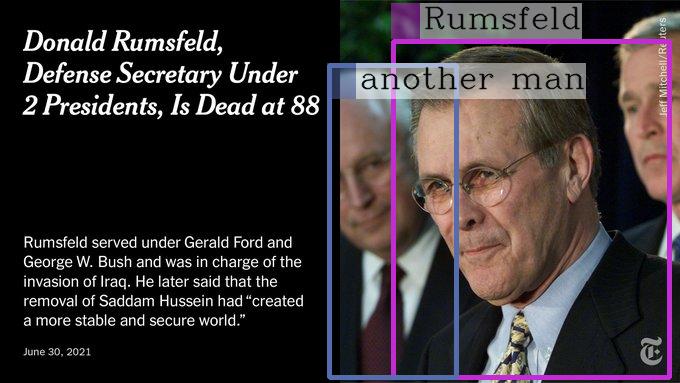 Donald Rumsfeld,
Defense Secretary Under
2 Presidents, Is Dead at 88
Rumsfeld served under Gerald Ford and
George W. Bush and was in charge of the
invasion of Iraq. He later said that the
removal of Saddam Hussein had “created
a more stable and secure world.”
June 30, 2021
Rumsfeld
another man
Jeff Mitchell/Reuters
T